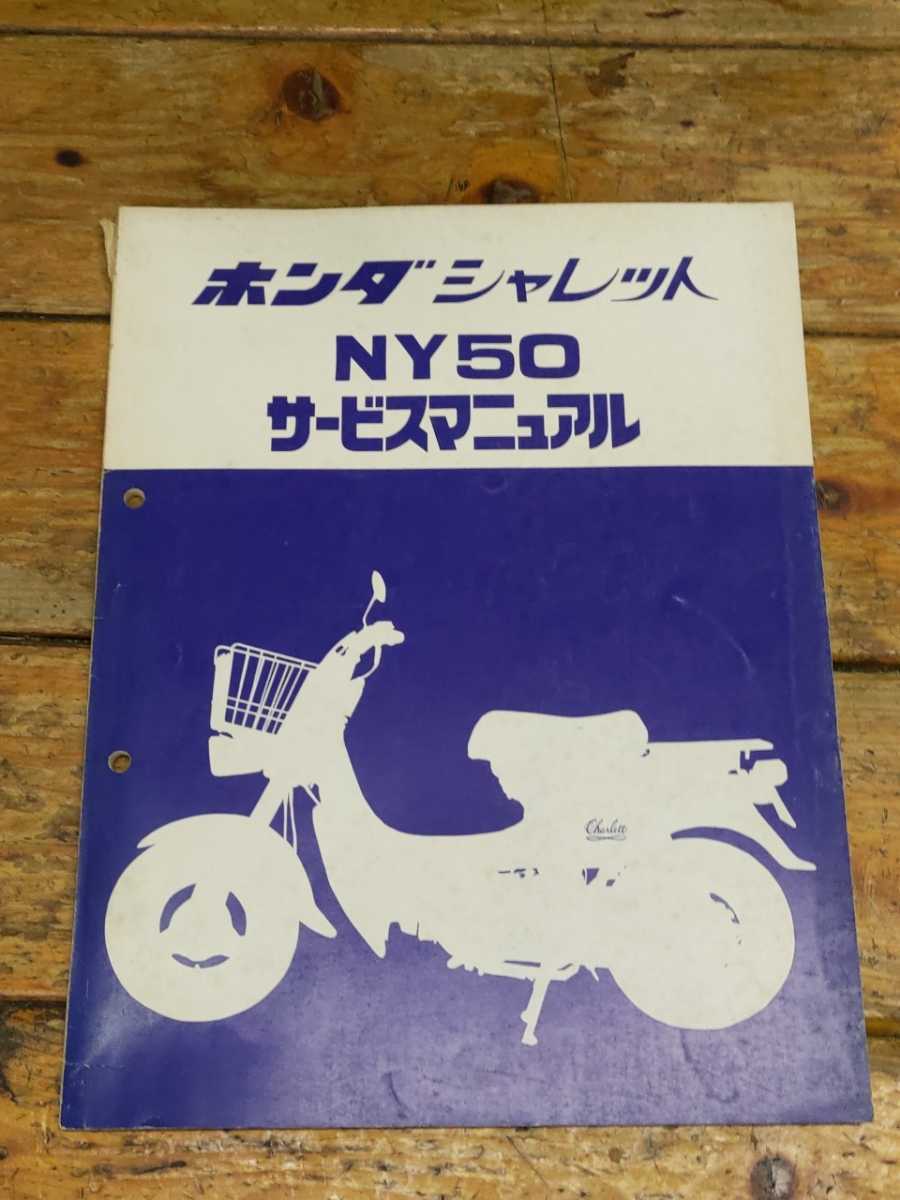 ホンダ シャレット
NY50
サービスマニュアル
Charlett